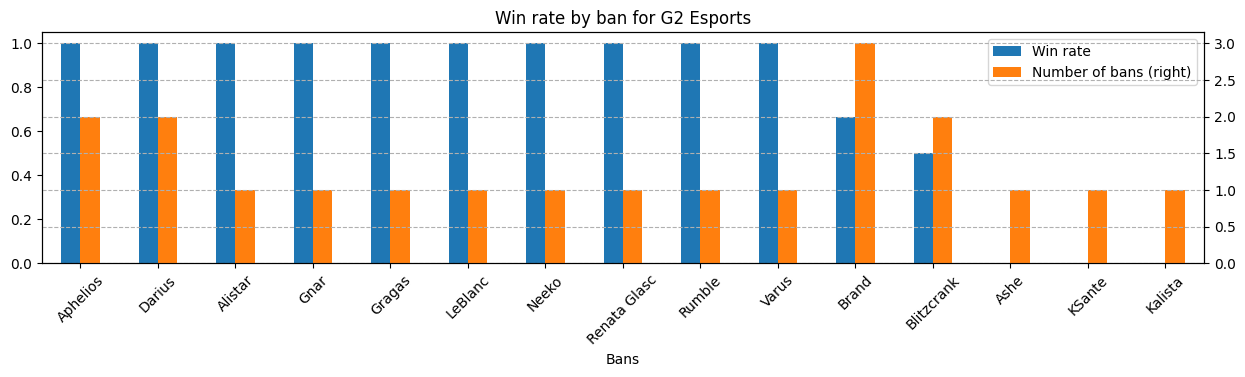 Win rate by ban for G2 Esports
Win rate
Number of bans (right)
1.0
0.8
0.6
0.4
0.2
0.0
3.0
2.5
2.0
1.5
1.0
0.5
0.0
Aphelios
Darius
Alistar
Gnar
Gragas
LeBlanc
Neeko
Renata Glasc
Rumble
Varus
Brand
Blitzcrank
Ashe
KSante
Kalista
Bans